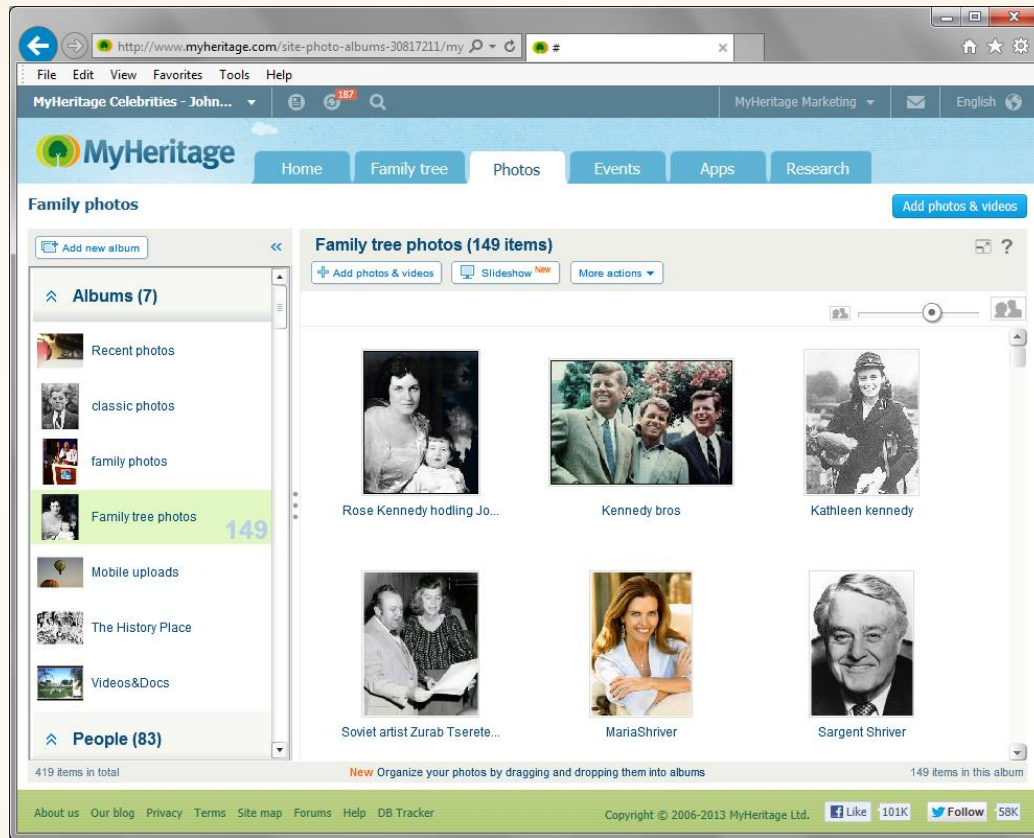 http://www.myheritage.com/site-photo-albums-30817211/my
#
File Edit View Favorites Tools Help
MyHeritage Celebrities - John...
187
MyHeritage Marketing
English
MyHeritage
Home
Family tree
Photos
Events
Apps
Research
Family photos
Add photos & videos
Add new album
«
Family tree photos (149 items)
?
Add photos & videos
Slideshow New
More actions
Albums (7)
Recent photos
classic photos
family photos
Family tree photos
149
Mobile uploads
The History Place
Videos&Docs
People (83)
Rose Kennedy hodling Jo...
Kennedy bros
Kathleen kennedy
Soviet artist Zurab Tserete...
MariaShriver
Sargent Shriver
419 items in total
New Organize your photos by dragging and dropping them into albums
149 items in this album
About us Our blog Privacy Terms Site map Forums Help DB Tracker
Copyright © 2006-2013 MyHeritage Ltd.
Like 101K
Follow 58K